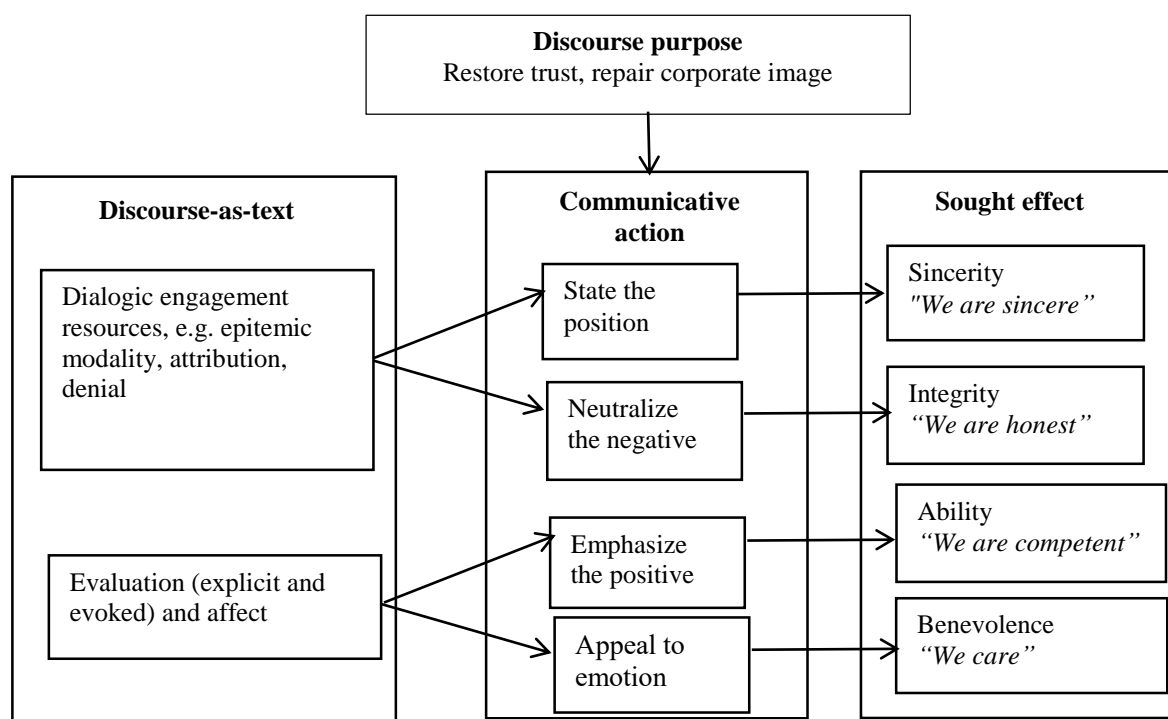 Discourse purpose
Restore trust, repair corporate image
Discourse-as-text
Dialogic engagement
resources, e.g. epitemic
modality, attribution,
denial
Evaluation (explicit and
evoked) and affect
Communicative
action
State the
position
Neutralize
the negative
Emphasize
the positive
Appeal to
emotion
Sought effect
Sincerity
"We are sincere”
Integrity
“We are honest”
Ability
“We are competent”
Benevolence
“We care”